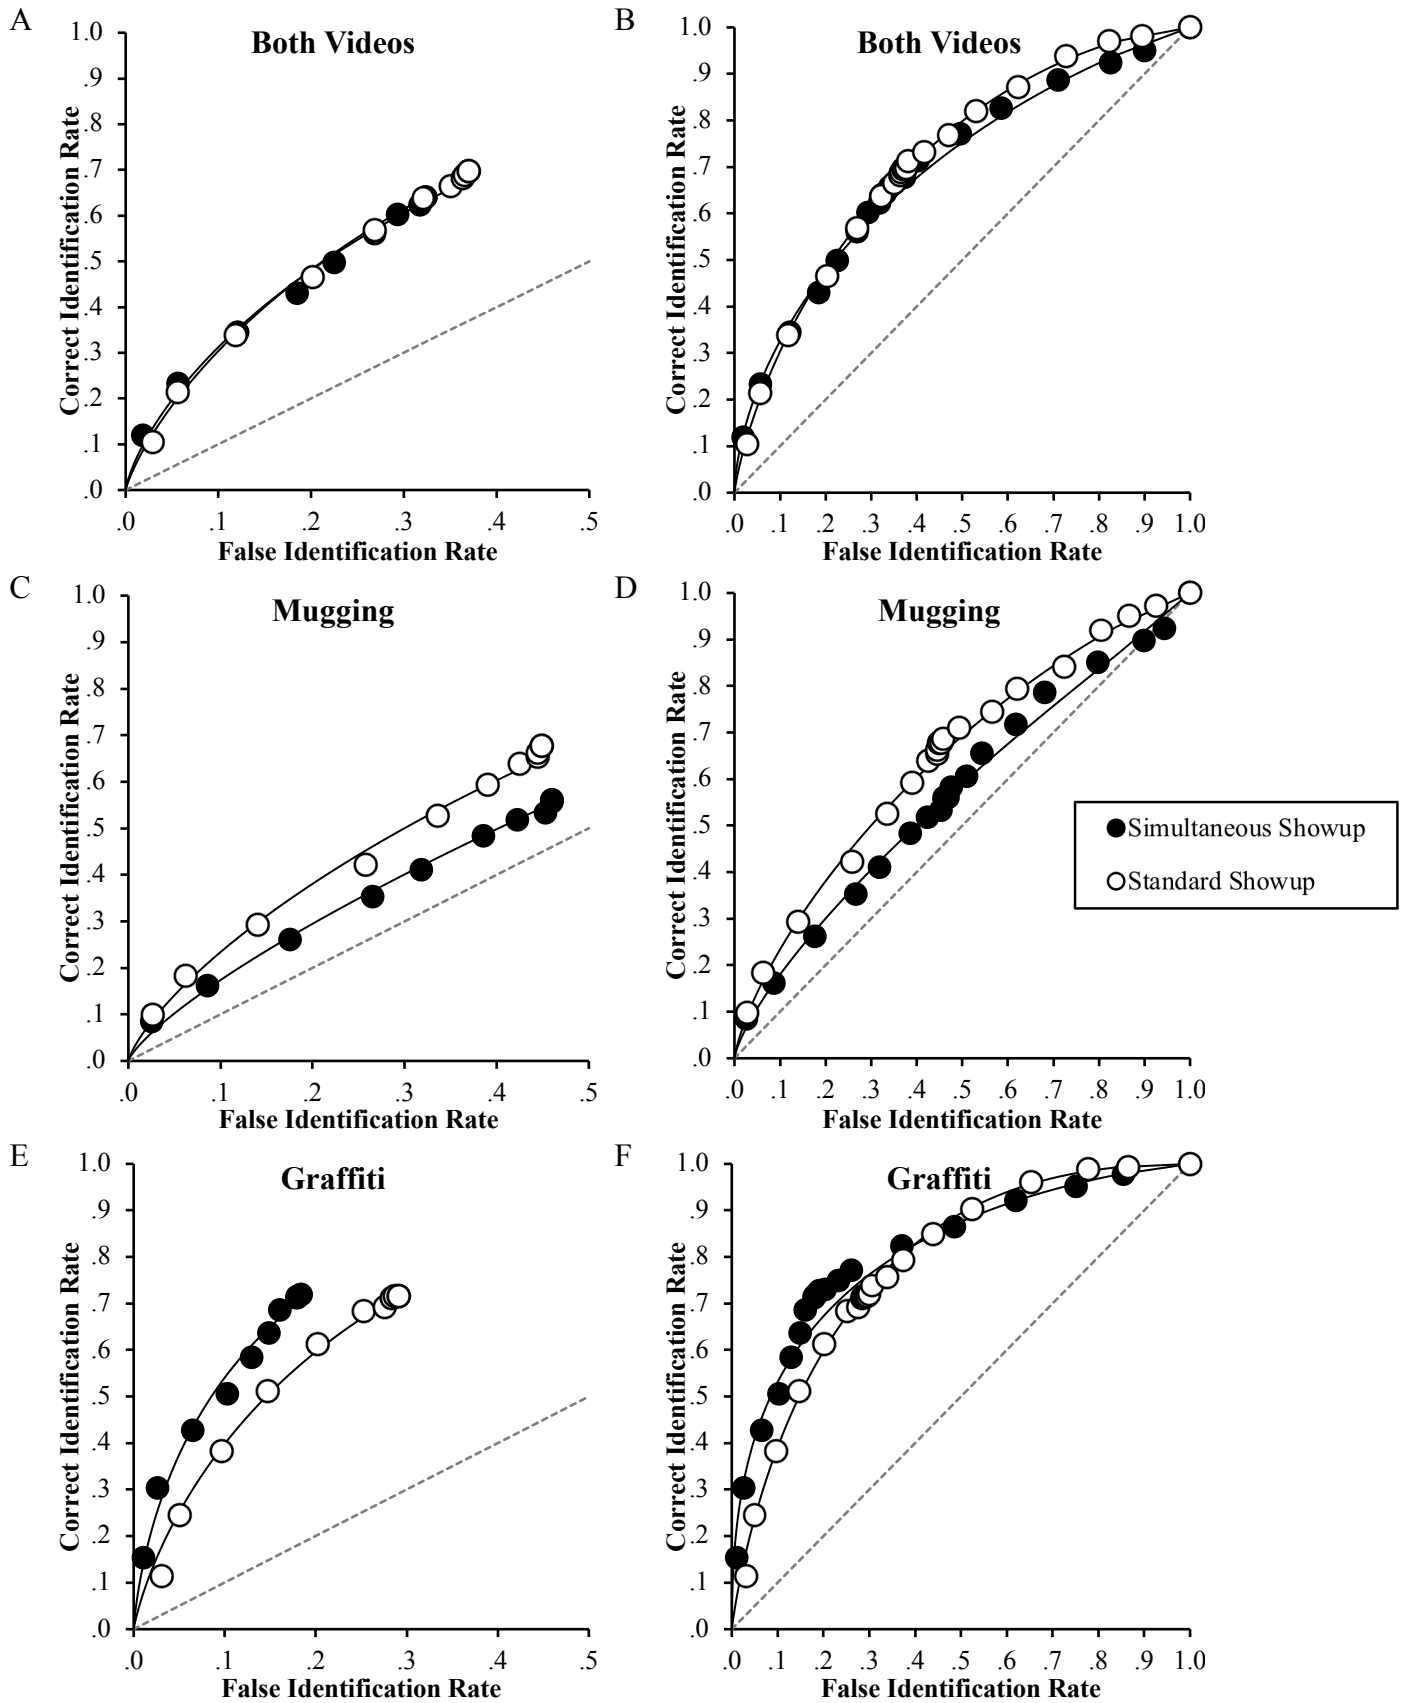 A
Both Videos
1.0
.9
.8
.7
.6
.5
.4
.3
.2
.1
.0
Correct Identification Rate
.0 .1 .2 .3 .4 .5
False Identification Rate
B
Both Videos
1.0
.9
.8
.7
.6
.5
.4
.3
.2
.1
.0
Correct Identification Rate
.0 .1 .2 .3 .4 .5 .6 .7 .8 .9 1.0
False Identification Rate
C
Mugging
1.0
.9
.8
.7
.6
.5
.4
.3
.2
.1
.0
Correct Identification Rate
.0 .1 .2 .3 .4 .5
False Identification Rate
D
Mugging
1.0
.9
.8
.7
.6
.5
.4
.3
.2
.1
.0
Correct Identification Rate
.0 .1 .2 .3 .4 .5 .6 .7 .8 .9 1.0
False Identification Rate
Simultaneous Showup
Standard Showup
E
Graffiti
1.0
.9
.8
.7
.6
.5
.4
.3
.2
.1
.0
Correct Identification Rate
.0 .1 .2 .3 .4 .5
False Identification Rate
F
Graffiti
1.0
.9
.8
.7
.6
.5
.4
.3
.2
.1
.0
Correct Identification Rate
.0 .1 .2 .3 .4 .5 .6 .7 .8 .9 1.0
False Identification Rate